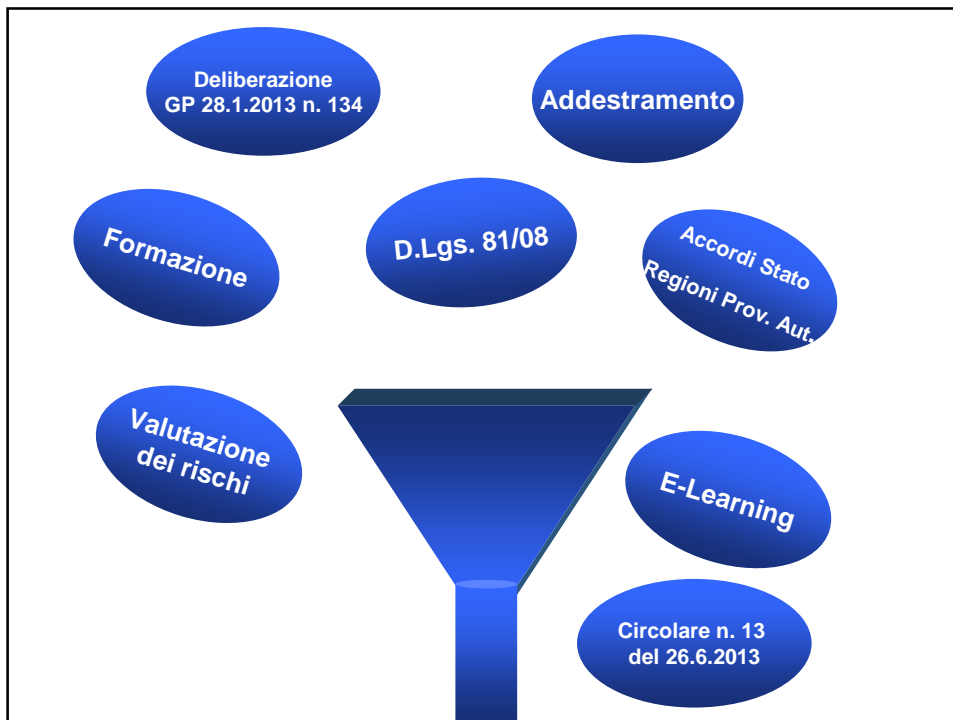 Deliberazione
GP 28.1.2013 n. 134
Addestramento
Formazione
D.Lgs. 81/08
Accordi Stato
Regioni Prov. Aut.
Valutazione
dei rischi
E-Learning
Circolare n. 13
del 26.6.2013